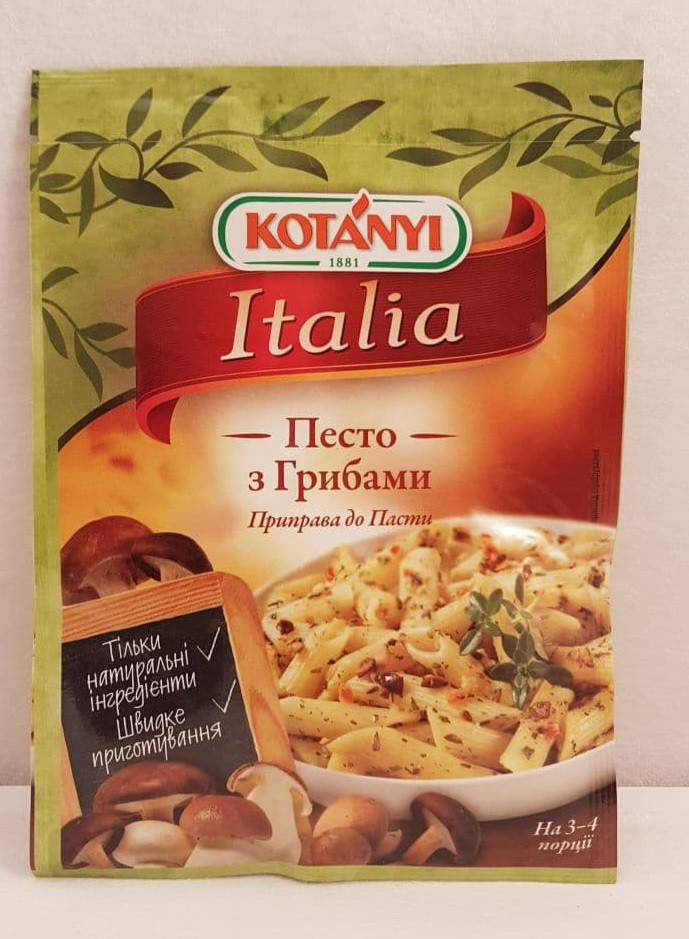 KOTÁNYI
1881
Italia
Песто
з Грибами
Приправа до Пасти
Тільки
натуральні
інгредієнти
Швидке
приготування
На 3–4
порції